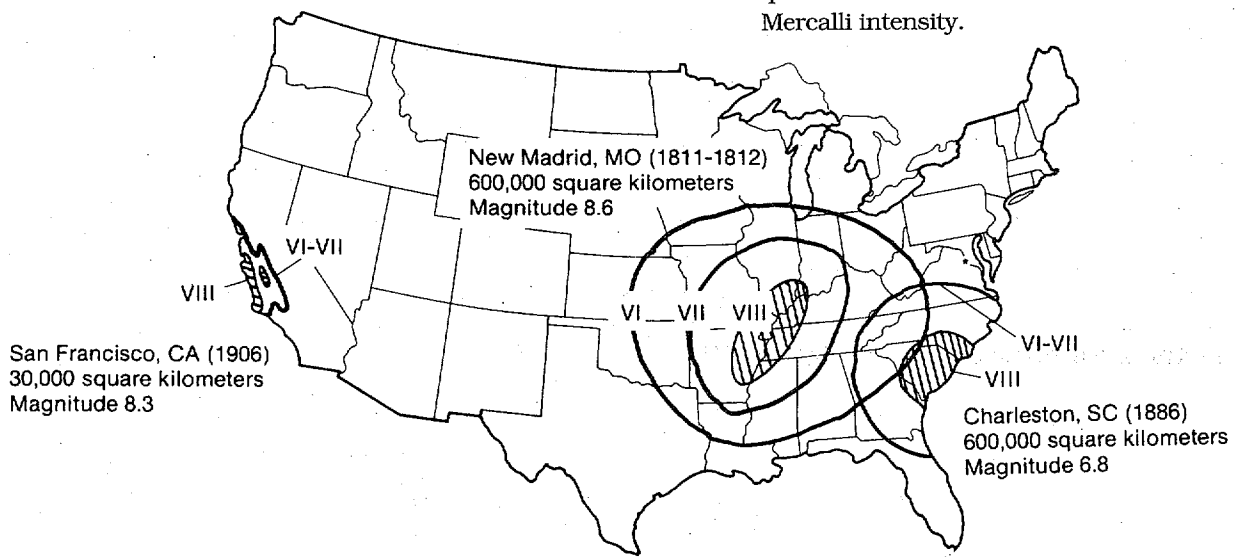 Mercalli intensity.
New Madrid, MO (1811-1812)
600,000 square kilometers
Magnitude 8.6
VI-VII
VIII
San Francisco, CA (1906)
30,000 square kilometers
Magnitude 8.3
VI
VII
VIII
VI-VII
VIII
Charleston, SC (1886)
600,000 square kilometers
Magnitude 6.8